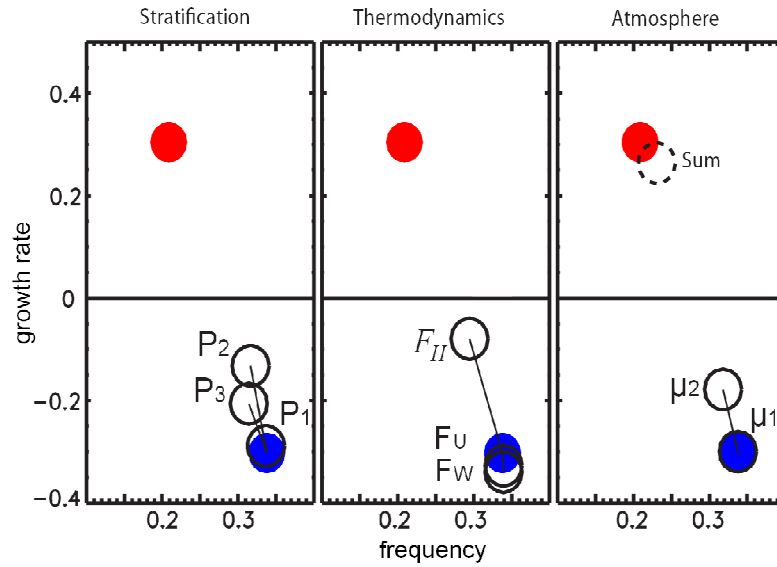 Stratification Thermodynamics Atmosphere
0.4
Sum
0.2
growth rate
0
P2
F_II
P3
μ2
−0.2
P1
μ1
FU
FW
−0.4
0.2 0.3 0.2 0.3 0.2 0.3
frequency